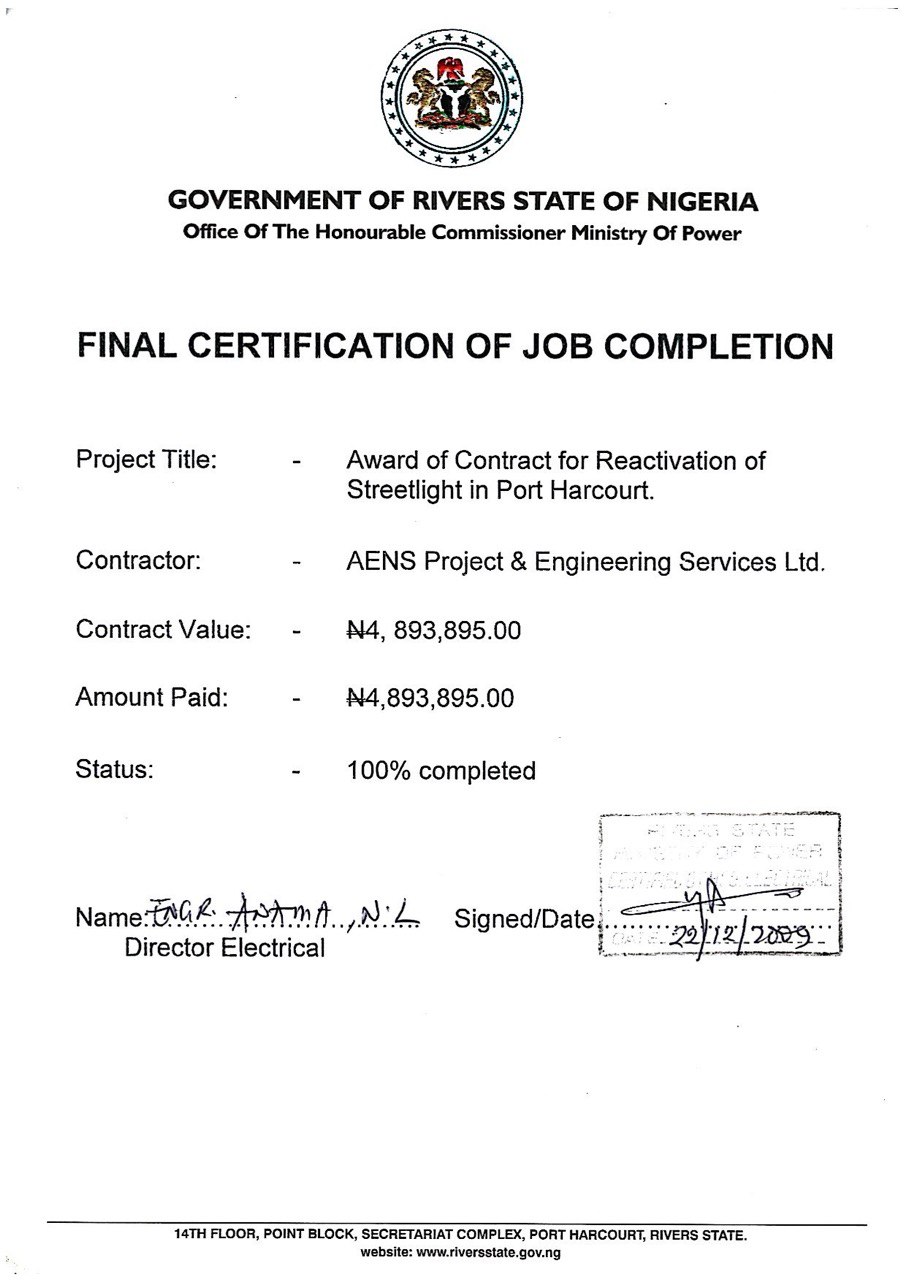 GOVERNMENT OF RIVERS STATE OF NIGERIA
Office Of The Honourable Commissioner Ministry Of Power
FINAL CERTIFICATION OF JOB COMPLETION
Project Title: - Award of Contract for Reactivation of
Streetlight in Port Harcourt.
Contractor: - AENS Project & Engineering Services Ltd.
Contract Value: - ₦4, 893,895.00
Amount Paid: - ₦4,893,895.00
Status: - 100% completed
STATE
OF POWER
ELECTRICAL
Name: ENGR. ANAMA, N.L Signed/Date
DATE 22/12/2009
Director Electrical
14TH FLOOR, POINT BLOCK, SECRETARIAT COMPLEX, PORT HARCOURT, RIVERS STATE.
website: www.riversstate.gov.ng